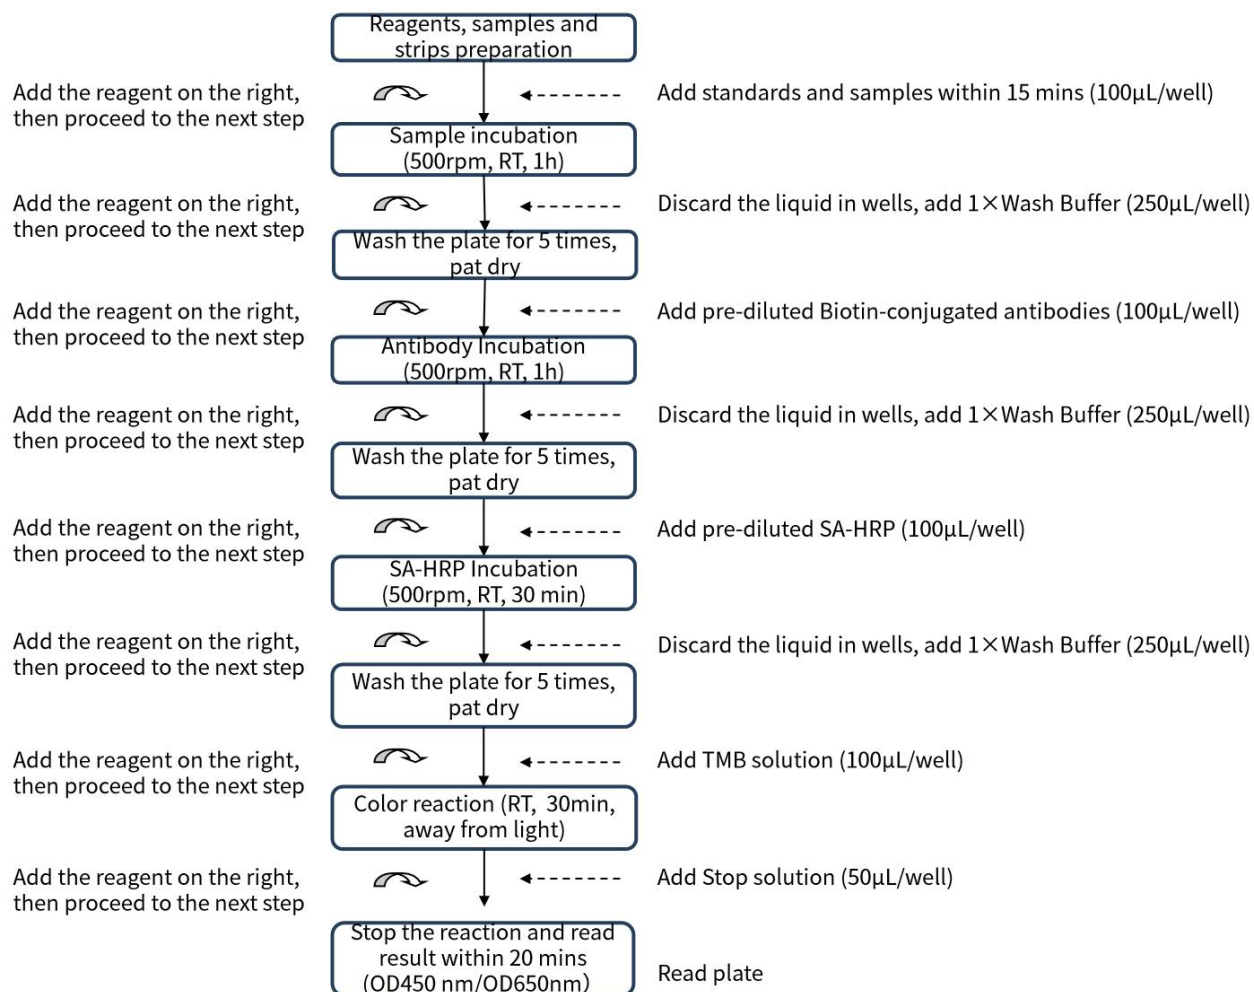 Reagents, samples and
strips preparation
Add the reagent on the right,
then proceed to the next step
Add standards and samples within 15 mins (100μL/well)
Sample incubation
(500rpm, RT, 1h)
Add the reagent on the right,
then proceed to the next step
Discard the liquid in wells, add 1×Wash Buffer (250μL/well)
Wash the plate for 5 times,
pat dry
Add the reagent on the right,
then proceed to the next step
Add pre-diluted Biotin-conjugated antibodies (100μL/well)
Antibody Incubation
(500rpm, RT, 1h)
Add the reagent on the right,
then proceed to the next step
Discard the liquid in wells, add 1×Wash Buffer (250μL/well)
Wash the plate for 5 times,
pat dry
Add the reagent on the right,
then proceed to the next step
Add pre-diluted SA-HRP (100μL/well)
SA-HRP Incubation
(500rpm, RT, 30 min)
Add the reagent on the right,
then proceed to the next step
Discard the liquid in wells, add 1×Wash Buffer (250μL/well)
Wash the plate for 5 times,
pat dry
Add the reagent on the right,
then proceed to the next step
Add TMB solution (100μL/well)
Color reaction (RT, 30min,
away from light)
Add the reagent on the right,
then proceed to the next step
Add Stop solution (50μL/well)
Stop the reaction and read
result within 20 mins
(OD450 nm/OD650nm）
Read plate